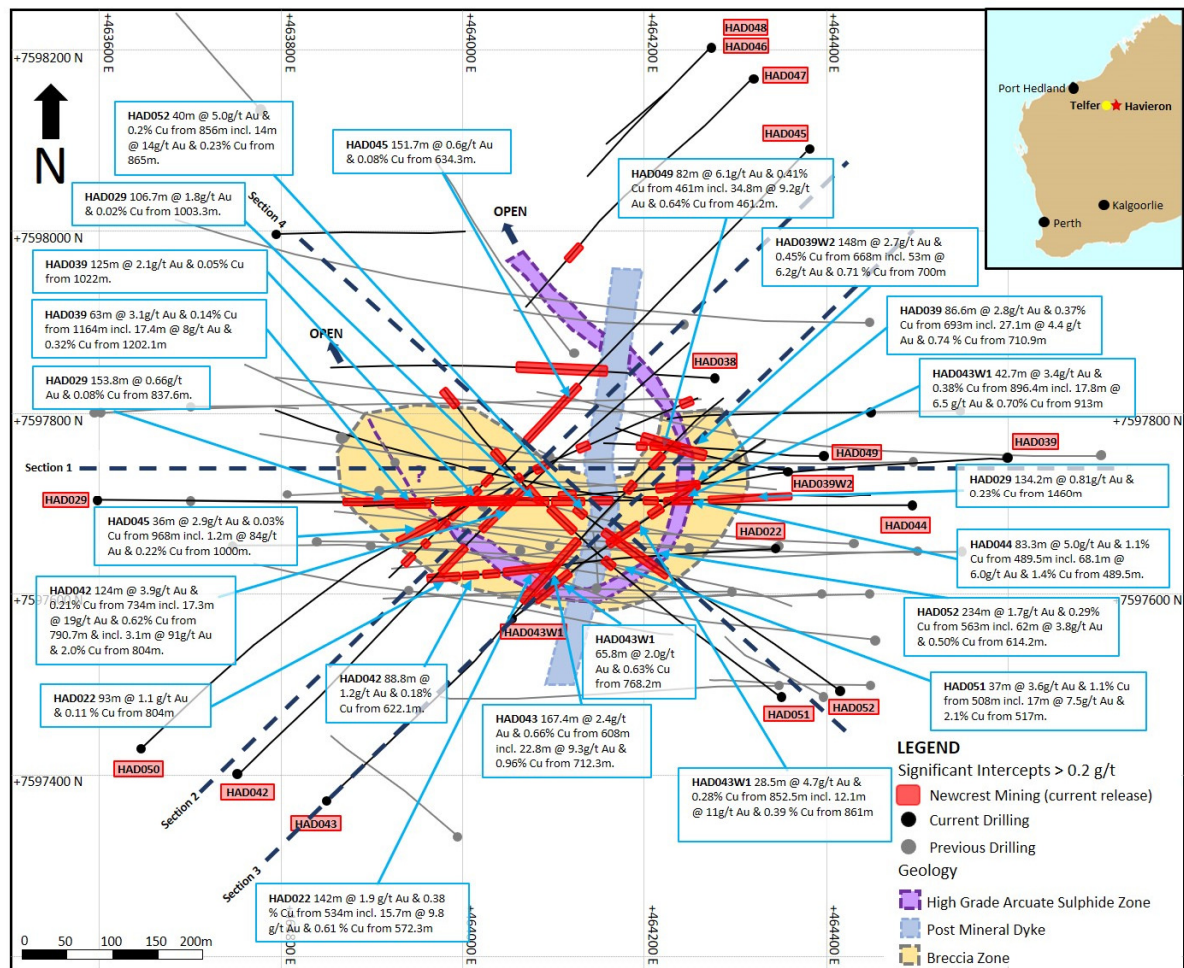 +463600 E
+463800 E
+464000 E
+464200 E
+464400 E
+7598200 N
N
HAD048
HAD046
HAD047
HAD045
Port Hedland
Telfer
Havieron
Kalgoorlie
Perth
HAD052 40m @ 5.0g/t Au &
0.2% Cu from 856m incl. 14m
@ 14g/t Au & 0.23% Cu from
865m.
HAD045 151.7m @ 0.6g/t Au
& 0.08% Cu from 634.3m.
HAD049 82m @ 6.1g/t Au & 0.41%
Cu from 461m incl. 34.8m @ 9.2g/t
Au & 0.64% Cu from 461.2m.
HAD029 106.7m @ 1.8g/t Au
& 0.02% Cu from 1003.3m.
Section 4
OPEN
+7598000 N
HAD039W2 148m @ 2.7g/t Au &
0.45% Cu from 668m incl. 53m @
6.2g/t Au & 0.71 % Cu from 700m
HAD039 125m @ 2.1g/t Au & 0.05% Cu
from 1022m.
HAD039 63m @ 3.1g/t Au & 0.14% Cu
from 1164m incl. 17.4m @ 8g/t Au &
0.32% Cu 1202.1m
HAD039 86.6m @ 2.8g/t Au & 0.37%
Cu from 693m incl. 27.1m @ 4.4 g/t
Au & 0.74 % Cu from 710.9m
OPEN
HAD038
HAD029 153.8m @ 0.66g/t
Au & 0.08% Cu from 837.6m.
HAD043W1 42.7m @ 3.4g/t Au &
0.38% Cu from 896.4m incl. 17.8m @
6.5 g/t Au & 0.70% Cu from 913m
+7597800 N
+7597800 N
Section 1
?
HAD049
HAD039
HAD029
HAD039W2
HAD029 134.2m @ 0.81g/t Au &
0.23% Cu from 1460m
HAD044
HAD045 36m @ 2.9g/t Au & 0.03%
Cu from 968m incl. 1.2m @ 84g/t
Au & 0.22% Cu from 1000m.
HAD022
HAD044 83.3m @ 5.0g/t Au & 1.1%
Cu from 489.5m incl. 68.1m @
6.0g/t Au & 1.4% Cu from 489.5m.
HAD042 124m @ 3.9g/t Au &
0.21% Cu from 734m incl. 17.3m
@ 19g/t Au & 0.62% Cu from
790.7m & incl. 3.1m @ 91g/t Au
& 2.0% Cu from 804m.
+7597600 N
HAD043W1
HAD043W1
65.8m @ 2.0g/t
Au & 0.63% Cu
from 768.2m
HAD052 234m @ 1.7g/t Au & 0.29%
Cu from 563m incl. 62m @ 3.8g/t Au
& 0.50% Cu from 614.2m.
HAD022 93m @ 1.1 g/t Au &
0.11 % Cu from 804m
HAD042 88.8m @
1.2g/t Au & 0.18%
Cu from 622.1m.
HAD051 37m @ 3.6g/t Au & 1.1% Cu
from 508m incl. 17m @ 7.5g/t Au &
2.1% Cu from 517m.
HAD051
HAD052
HAD043 167.4m @ 2.4g/t
Au & 0.66% Cu from 608m
incl. 22.8m @ 9.3g/t Au &
0.96% Cu from 712.3m.
HAD050
+7597400 N
HAD042
Section 2
HAD043
HAD043W1 28.5m @ 4.7g/t Au &
0.28% Cu from 852.5m incl. 12.1m
@ 11g/t Au & 0.39 % Cu from 861m
Section 3
HAD022 142m @ 1.9 g/t Au & 0.38
% Cu from 534m incl. 15.7m @ 9.8
g/t Au & 0.61 % Cu from 572.3m.
LEGEND
Significant Intercepts > 0.2 g/t
Newcrest Mining (current release)
Current Drilling
Previous Drilling
Geology
High Grade Arcuate Sulphide Zone
Post Mineral Dyke
Breccia Zone
0 50 100 150 200m
+464000 E
+464200 E
+464400 E